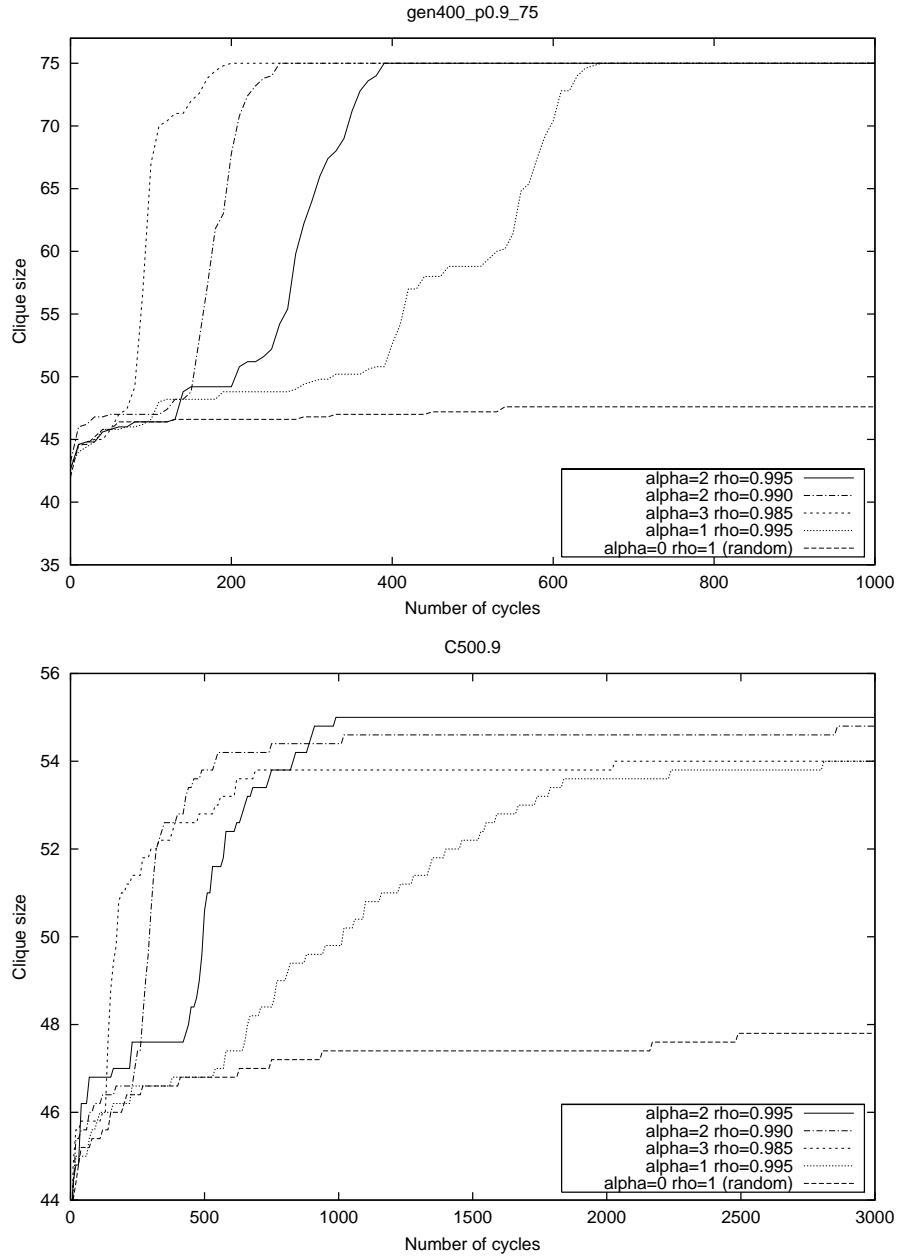 gen400_p0.9_75
75
70
65
60
55
50
45
40
35
Clique size
alpha=2 rho=0.995
alpha=2 rho=0.990
alpha=3 rho=0.985
alpha=1 rho=0.995
alpha=0 rho=1 (random)
0 200 400 600 800 1000
Number of cycles
C500.9
56
54
52
50
48
46
44
Clique size
alpha=2 rho=0.995
alpha=2 rho=0.990
alpha=3 rho=0.985
alpha=1 rho=0.995
alpha=0 rho=1 (random)
0 500 1000 1500 2000 2500 3000
Number of cycles